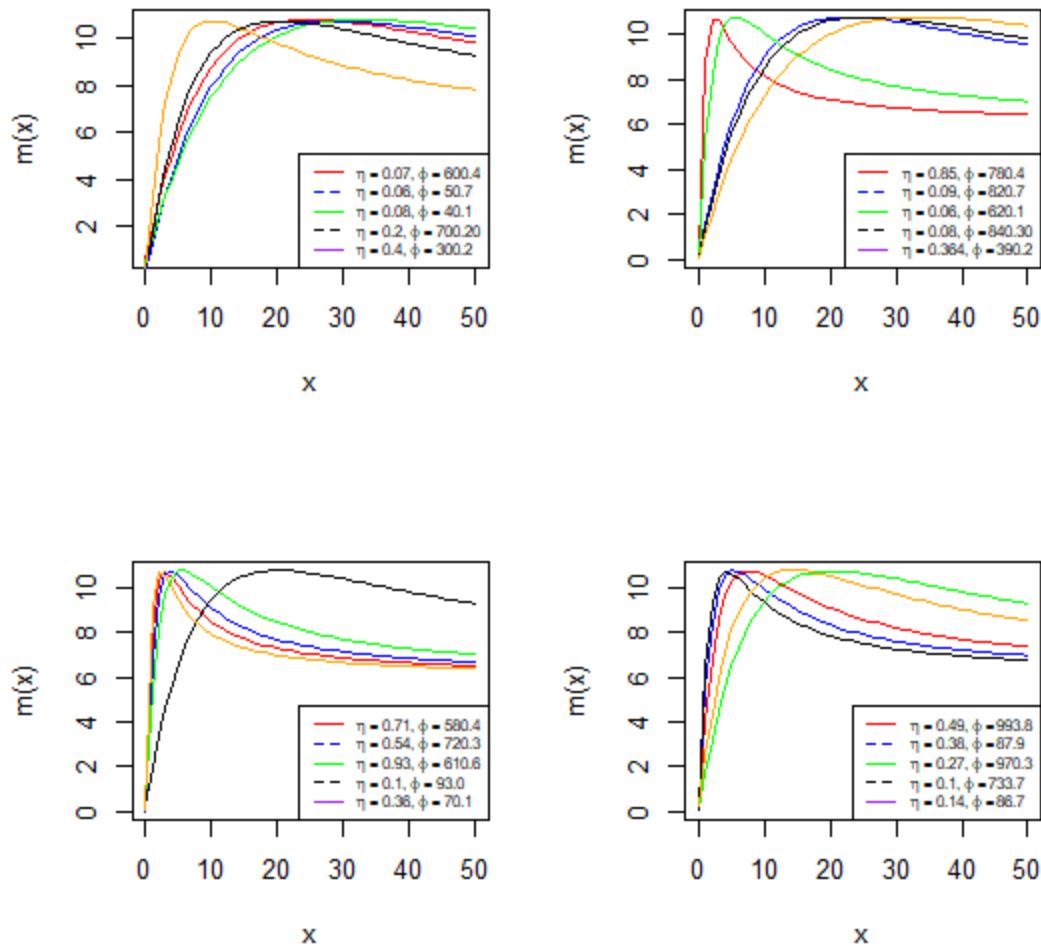 m(x)
10
8
6
4
2
η = 0.07, ϕ = 600.4
η = 0.06, ϕ = 50.7
η = 0.08, ϕ = 40.1
η = 0.2, ϕ = 700.20
η = 0.4, ϕ = 300.2
0 10 20 30 40 50
x
m(x)
10
8
6
4
2
0
η = 0.85, ϕ = 780.4
η = 0.09, ϕ = 820.7
η = 0.06, ϕ = 620.1
η = 0.08, ϕ = 840.30
η = 0.364, ϕ = 390.2
0 10 20 30 40 50
x
m(x)
10
8
6
4
2
0
η = 0.71, ϕ = 580.4
η = 0.54, ϕ = 720.3
η = 0.93, ϕ = 610.6
η = 0.1, ϕ = 93.0
η = 0.36, ϕ = 70.1
0 10 20 30 40 50
x
m(x)
10
8
6
4
2
0
η = 0.49, ϕ = 993.8
η = 0.38, ϕ = 87.9
η = 0.27, ϕ = 970.3
η = 0.1, ϕ = 733.7
η = 0.14, ϕ = 86.7
0 10 20 30 40 50
x